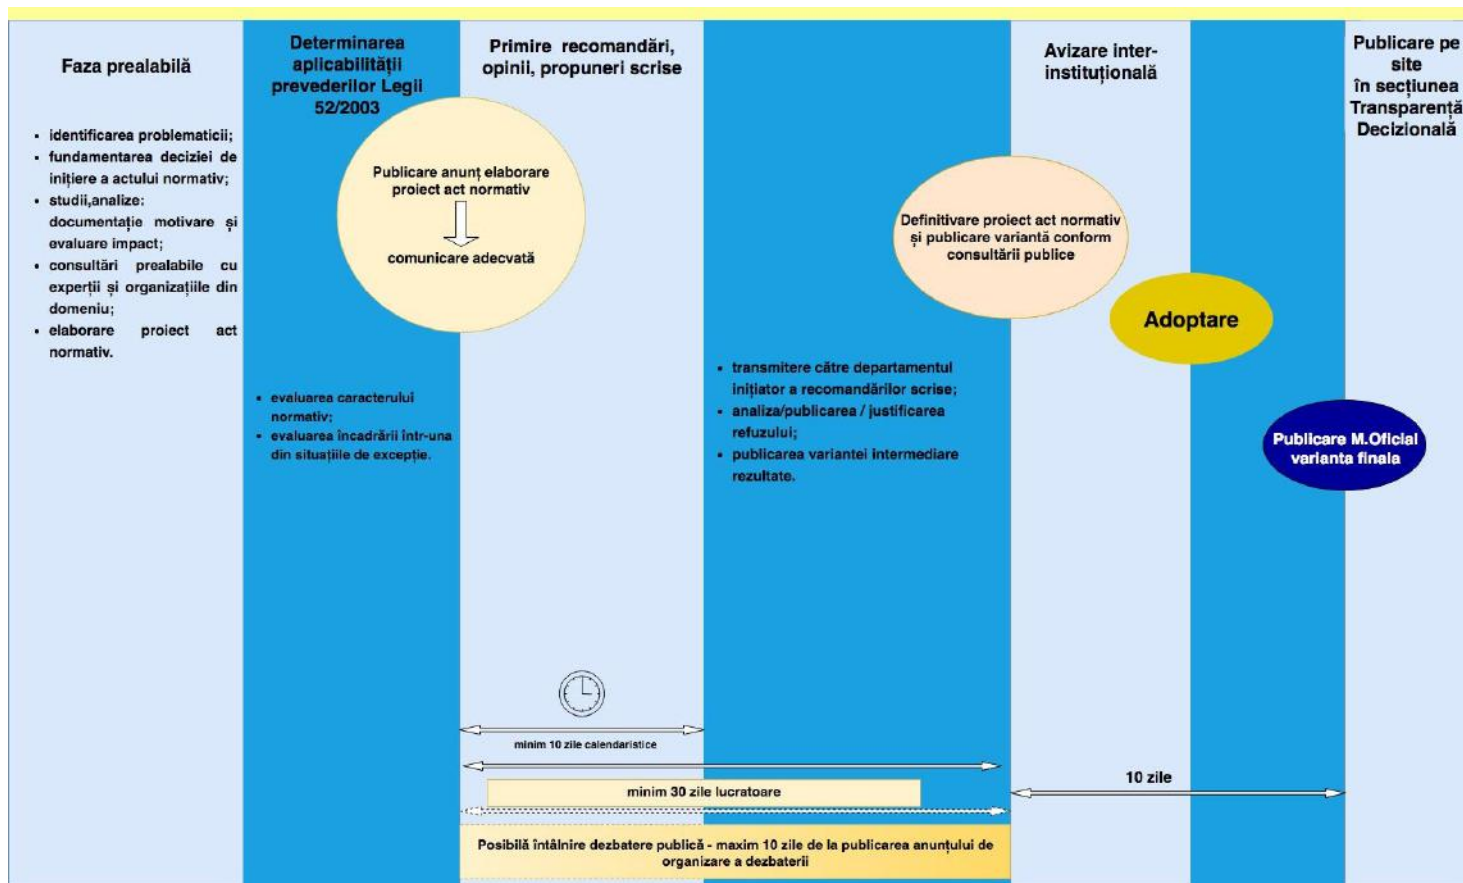 Faza prealabilă
• identificarea problematicii;
• fundamentarea deciziei de
inițiere a actului normativ;
• studii,analize:
documentație motivare și
evaluare impact;
• consultări prealabile cu
experții și organizațiile din
domeniu;
• elaborare proiect act
normativ.
Determinarea
aplicabilității
prevederilor Legii
52/2003
• evaluarea caracterului
normativ;
• evaluarea încadrării într-una
din situațiile de excepție.
Primire recomandări,
opinii, propuneri scrise
Publicare anunț elaborare
proiect act normativ
comunicare adecvată
• transmitere către departamentul
inițiator a recomandărilor scrise;
• analiza/publicarea / justificarea
refuzului;
• publicarea variantei intermediare
rezultate.
Avizare inter-
instituțională
Definitivare proiect act normativ
și publicare variantă conform
consultării publice
Adoptare
Publicare pe
site
în secțiunea
Transparență
Decizională
Publicare M.Oficial
varianta finala
minim 10 zile calendaristice
minim 30 zile lucratoare
10 zile
Posibilă întâlnire dezbatere publică - maxim 10 zile de la publicarea anunțului de
organizare a dezbaterii